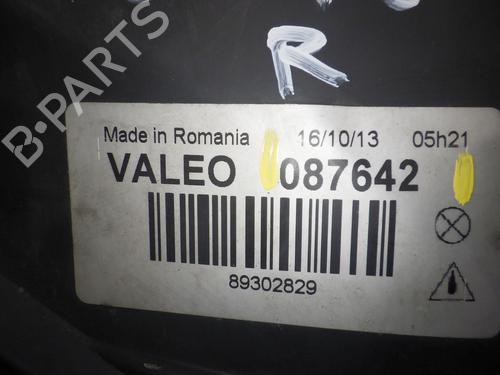 B-PARTS
R
Made in Romania 16/10/13 05h21
VALEO 087642
89302829